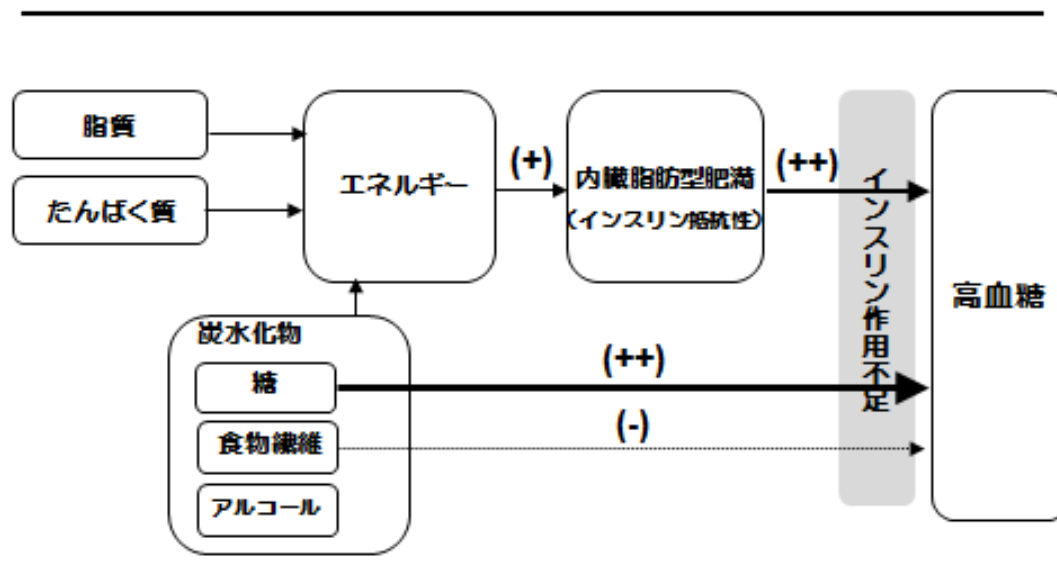 脂質
たんぱく質
エネルギー
(+)
内臓脂肪型肥満
(インスリン抵抗性)
(++)
インスリン作用不足
高血糖
炭水化物
糖
(++)
食物繊維
(-)
アルコール